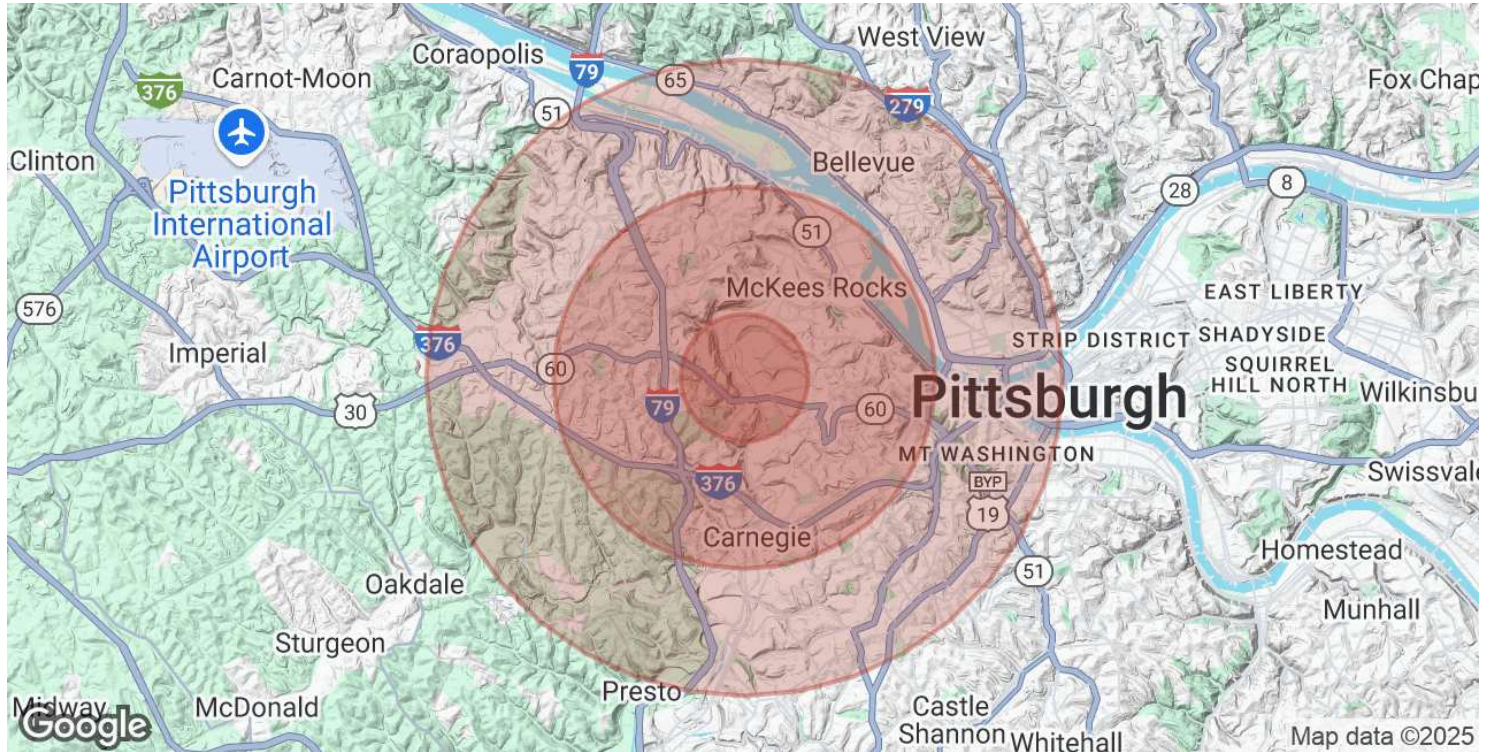 West View
Coraopolis
79
65
Carnot-Moon
376
279
Fox Chap
51
Clinton
Bellevue
28
8
Pittsburgh
International
Airport
51
McKees Rocks
EAST LIBERTY
576
STRIP DISTRICT
SHADYSIDE
376
Imperial
60
SQUIRREL
HILL NORTH
Wilkinsbu
30
79
60
Pittsburgh
MT WASHINGTON
Swissvale
376
BYP
19
Carnegie
Homestead
Oakdale
51
Munhall
Sturgeon
Presto
Midway
McDonald
Castle
Shannon
Whitehall
Google
Map data ©2025